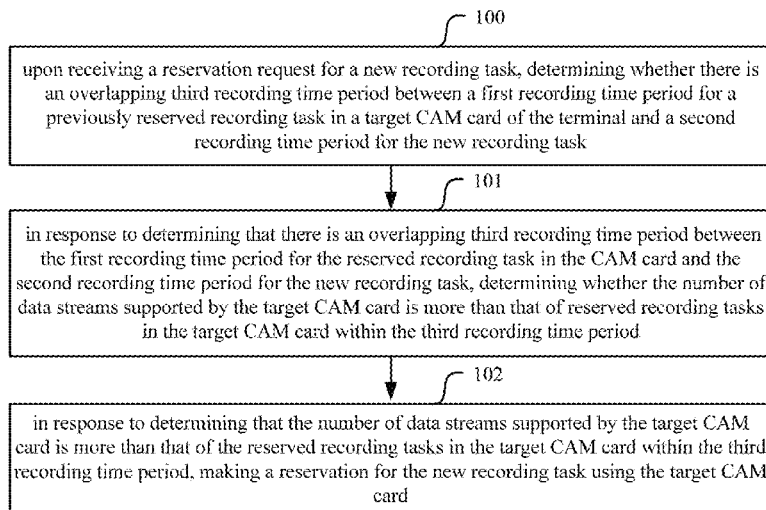 100
upon receiving a reservation request for a new recording task, determining whether there is
an overlapping third recording time period between a first recording time period for a
previously reserved recording task in a target CAM card of the terminal and a second
recording time period for the new recording task
101
in response to determining that there is an overlapping third recording time period between
the first recording time period for the reserved recording task in the CAM card and the
second recording time period for the new recording task, determining whether the number of
data streams supported by the target CAM card is more than that of reserved recording tasks
in the target CAM card within the third recording time period
102
in response to determining that the number of data streams supported by the target CAM
card is more than that of the reserved recording tasks in the target CAM card within the third
recording time period, making a reservation for the new recording task using the target CAM
card